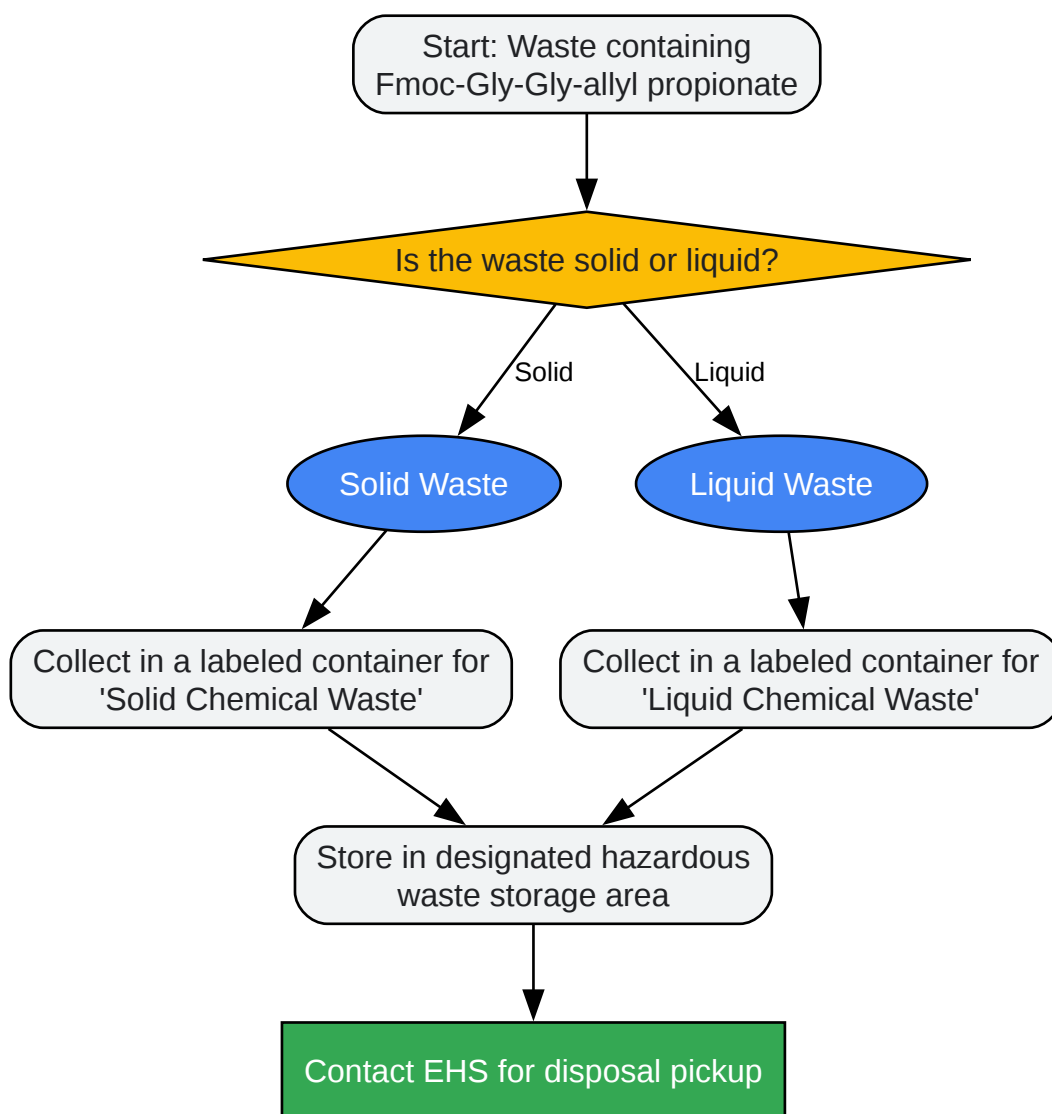 Start: Waste containing
Fmoc-Gly-Gly-allyl propionate
Is the waste solid or liquid?
Solid
Liquid
Solid Waste
Liquid Waste
Collect in a labeled container for
'Solid Chemical Waste'
Collect in a labeled container for
'Liquid Chemical Waste'
Store in designated hazardous
waste storage area
Contact EHS for disposal pickup